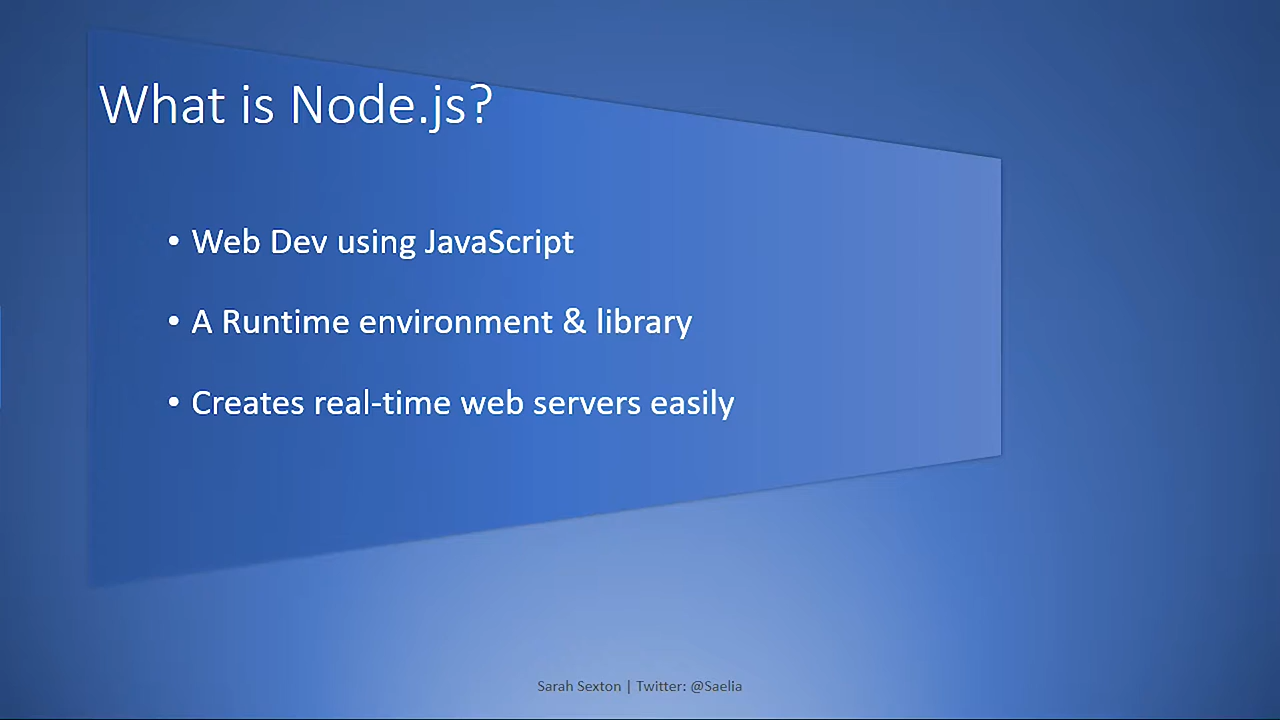 What is Node.js?
• Web Dev using JavaScript
• A Runtime environment & library
• Creates real-time web servers easily
Sarah Sexton | Twitter: @Saelia